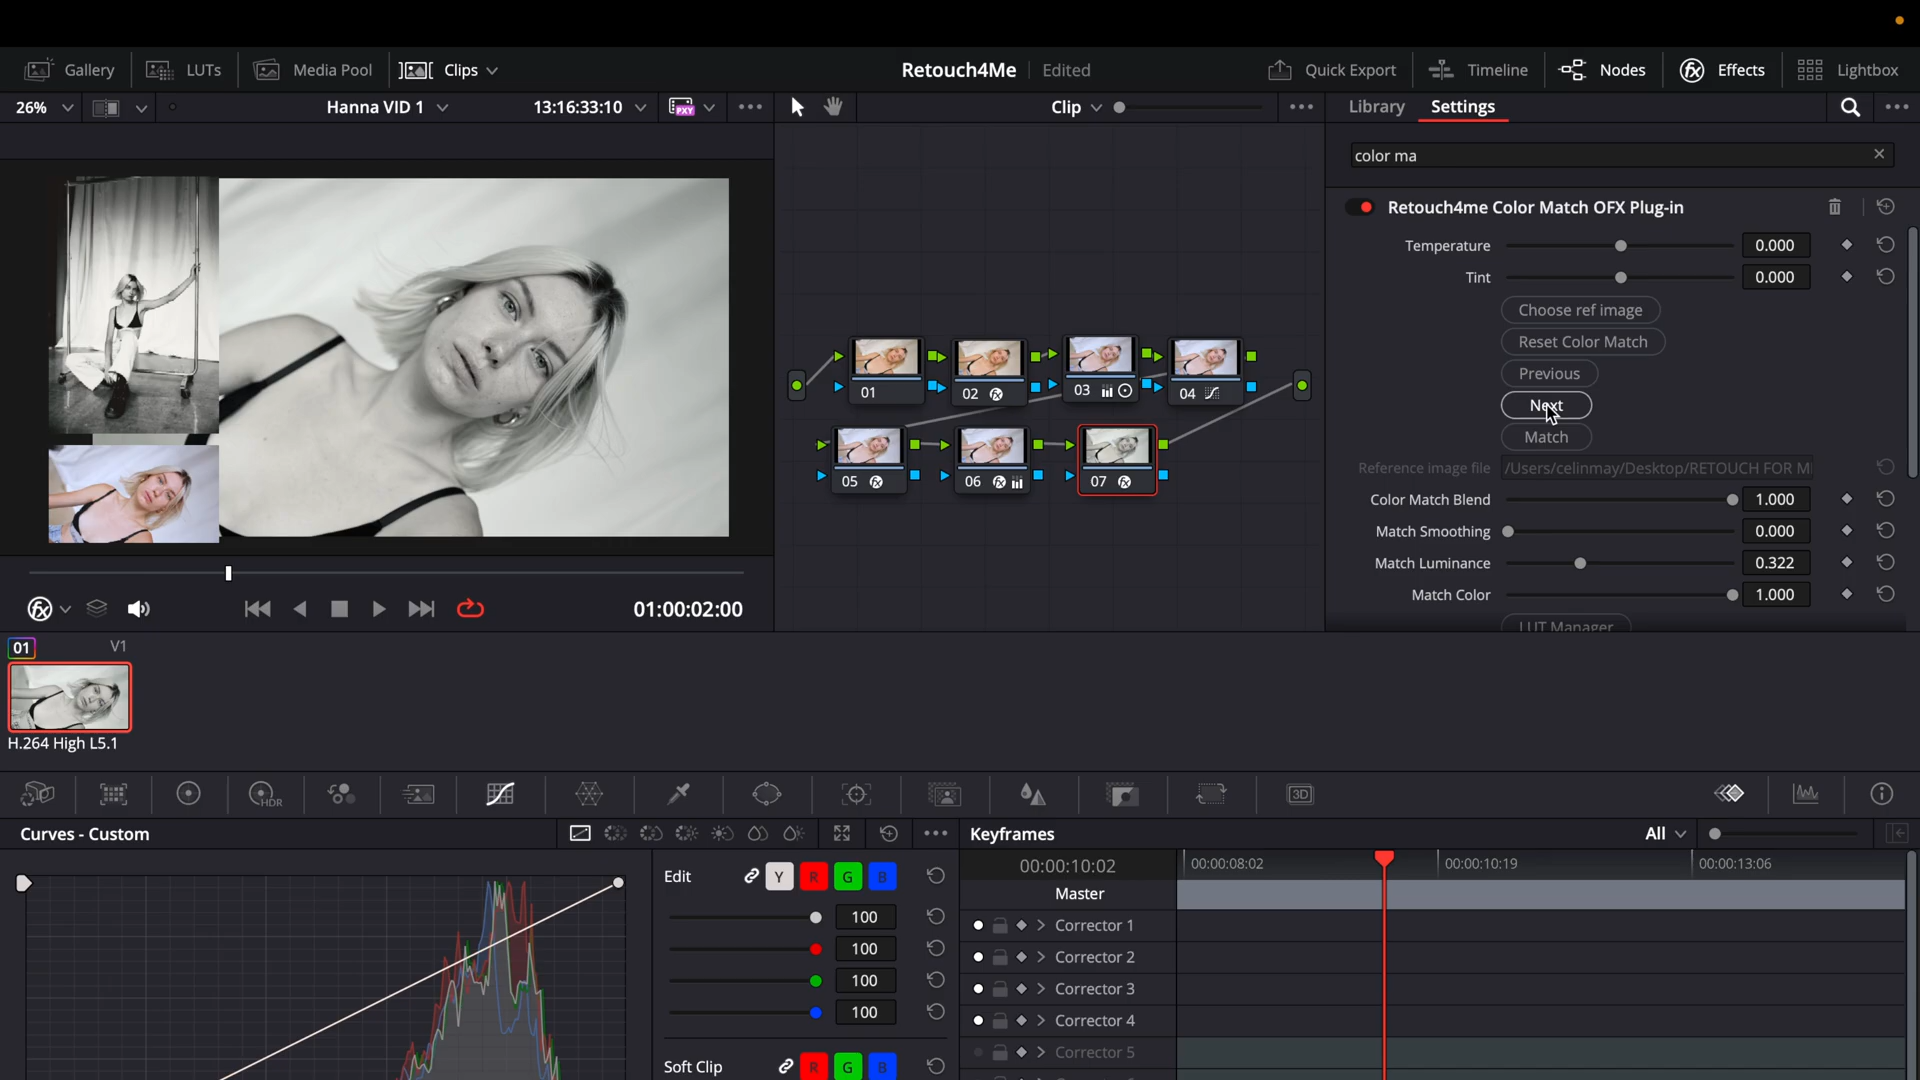 Gallery LUTs Media Pool Clips Retouch4Me Edited Quick Export Timeline Nodes Effects Lightbox
26% Hanna VID 1 13:16:33:10 PXY Clip Library Settings
color ma
Retouch4me Color Match OFX Plug-in
Temperature 0.000
Tint 0.000
Choose ref image
Reset Color Match
Previous
Next
Match
Reference image file /Users/celinmay/Desktop/RETOUCH FOR M
Color Match Blend 1.000
Match Smoothing 0.000
Match Luminance 0.322
Match Color 1.000
LUT Manager
01 02 03 04
05 06 07
01:00:02:00
01 V1
H.264 High L5.1
HDR 3D
Curves - Custom
Edit Y R G B
100
100
100
100
Soft Clip R G B
Keyframes All
00:00:10:02 00:00:08:02 00:00:10:19 00:00:13:06
Master
Corrector 1
Corrector 2
Corrector 3
Corrector 4
Corrector 5